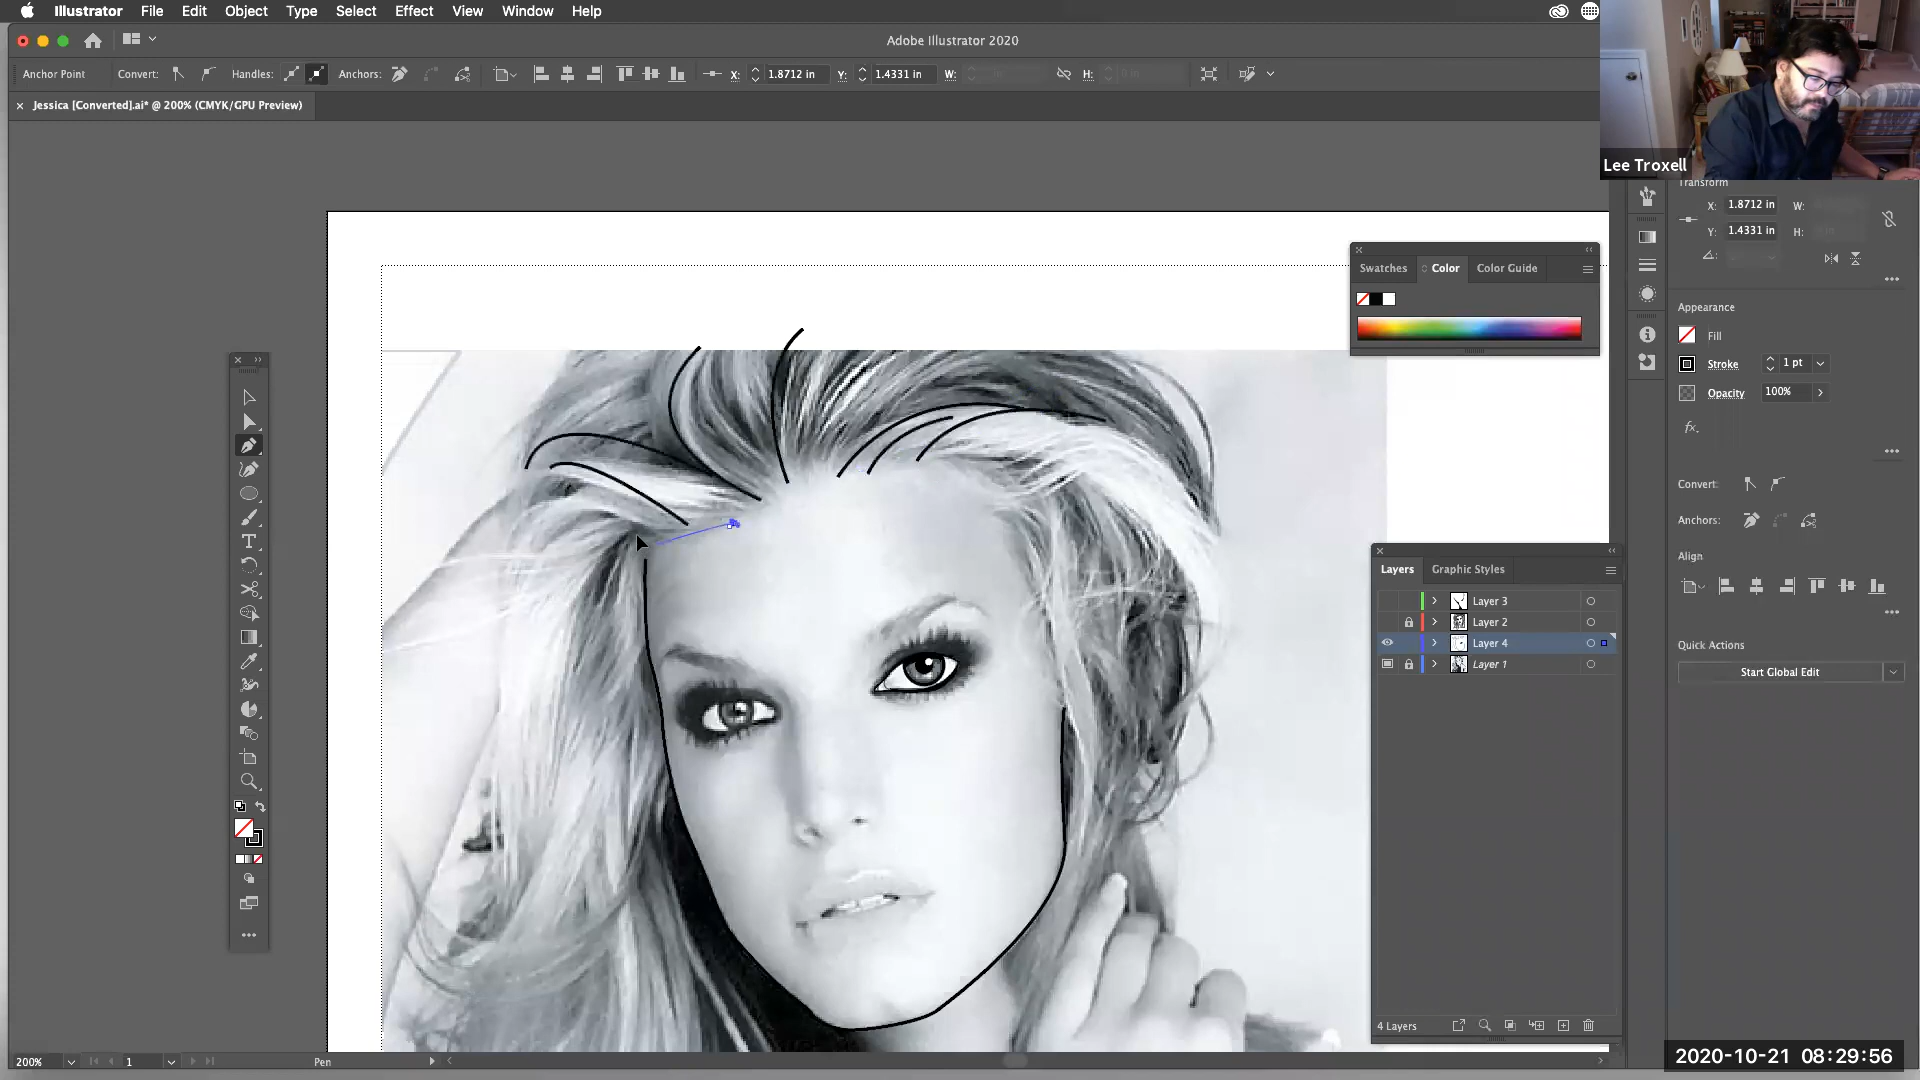 Illustrator File Edit Object Type Select Effect View Window Help
Adobe Illustrator 2020
Anchor Point Convert: Handles: Anchors: X: 1.8712 in Y: 1.4331 in W: H:
× Jessica [Converted].ai* @ 200% (CMYK/GPU Preview)
Lee Troxell
Transform
X: 1.8712 in W:
Y: 1.4331 in H:
Swatches Color Color Guide
Appearance
Fill
Stroke 1 pt
Opacity 100%
fx.
Convert:
Anchors:
Align
Layers Graphic Styles
Layer 3
Layer 2
Layer 4
Layer 1
Quick Actions
Start Global Edit
4 Layers
200% 1 Pen
2020-10-21 08:29:56